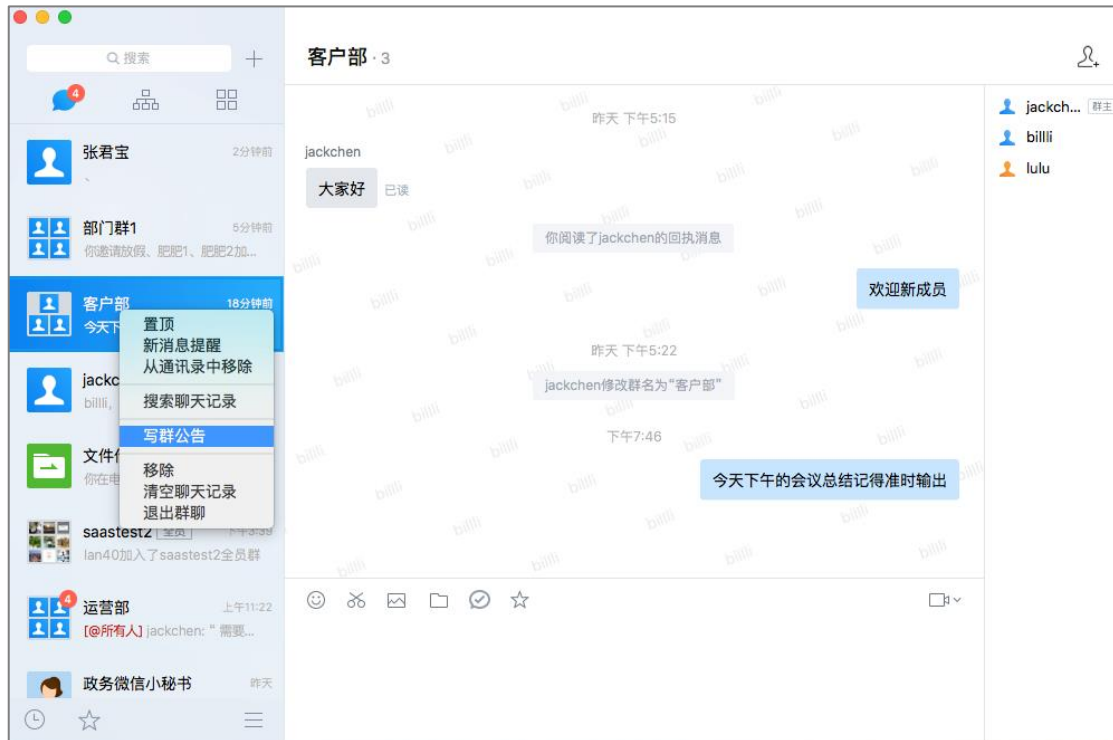 搜索
4
张君宝 2分钟前
、
部门群1 5分钟前
你邀请放假、肥肥1、肥肥2加...
客户部 18分钟前
今天下
置顶
新消息提醒
从通讯录中移除
搜索聊天记录
写群公告
移除
清空聊天记录
退出群聊
jackc
billli,
文件
你在电
saastest2 全员 下午3:39
lan40加入了saastest2全员群
4
运营部 上午11:22
[@所有人] jackchen: “ 需要...
政务微信小秘书 昨天
客户部 · 3
昨天 下午5:15
jackchen
大家好 已读
你阅读了jackchen的回执消息
欢迎新成员
昨天 下午5:22
jackchen修改群名为“客户部”
下午7:46
今天下午的会议总结记得准时输出
billli
jackch... 群主
billli
lulu